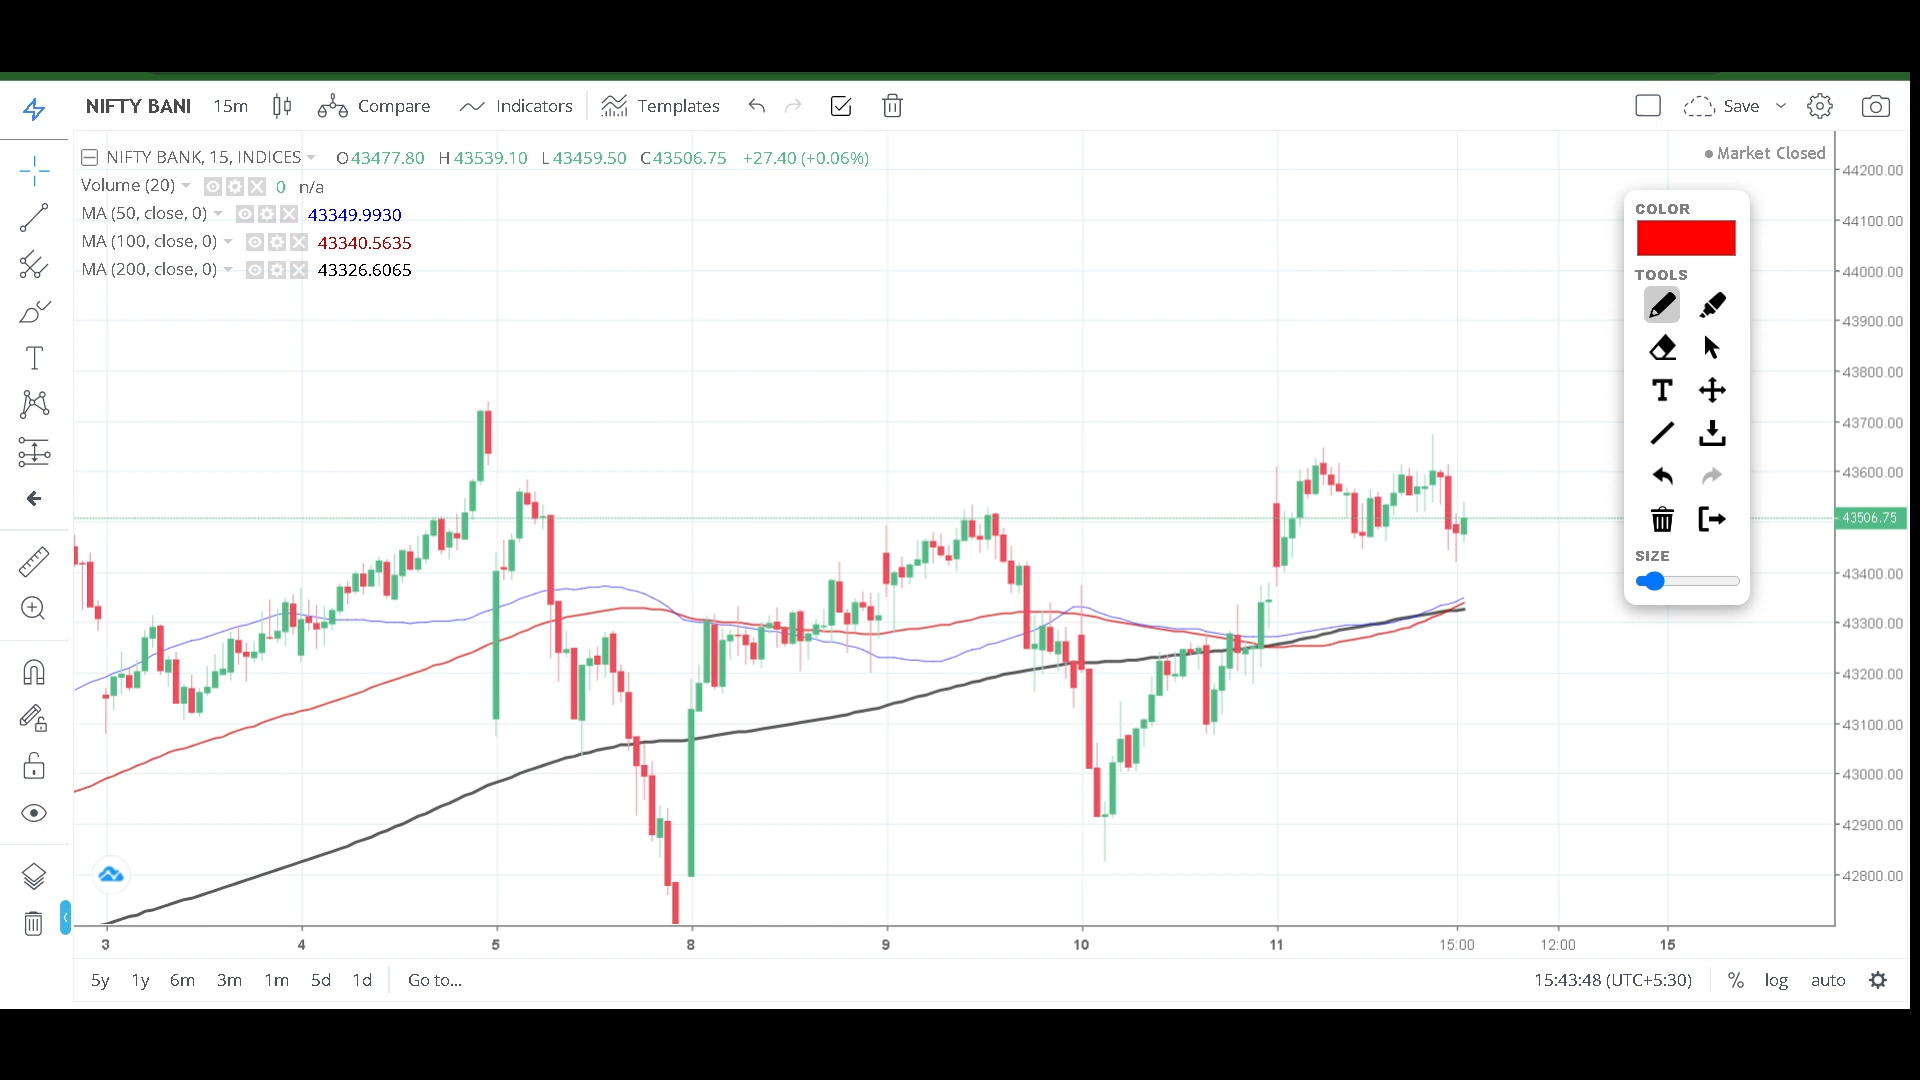 NIFTY BANI 15m Compare Indicators Templates Save
NIFTY BANK, 15, INDICES O43477.80 H43539.10 L43459.50 C43506.75 +27.40 (+0.06%)
Market Closed
Volume (20) 0 n/a
MA (50, close, 0) 43349.9930
MA (100, close, 0) 43340.5635
MA (200, close, 0) 43326.6065
44200.00
44100.00
44000.00
43900.00
43800.00
43700.00
43600.00
43506.75
43400.00
43300.00
43200.00
43100.00
43000.00
42900.00
42800.00
COLOR
TOOLS
T
SIZE
3 4 5 8 9 10 11 15:00 12:00 15
5y 1y 6m 3m 1m 5d 1d Go to... 15:43:48 (UTC+5:30) % log auto